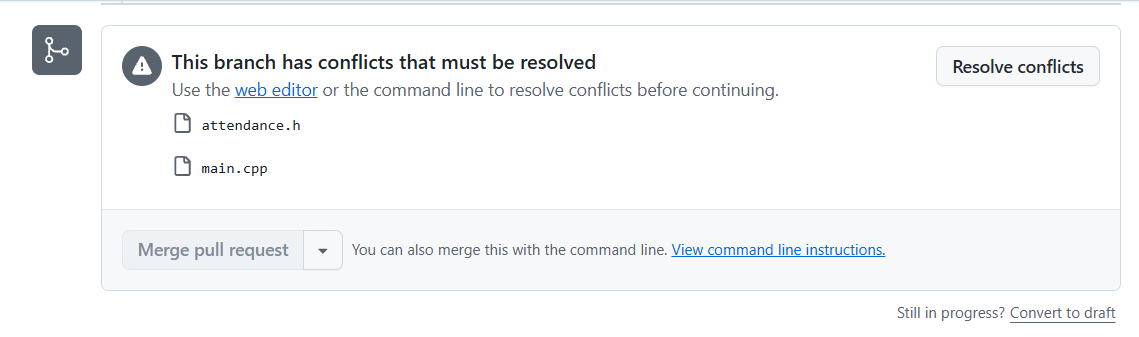 This branch has conflicts that must be resolved
Resolve conflicts
Use the web editor or the command line to resolve conflicts before continuing.
attendance.h
main.cpp
Merge pull request
You can also merge this with the command line. View command line instructions.
Still in progress? Convert to draft